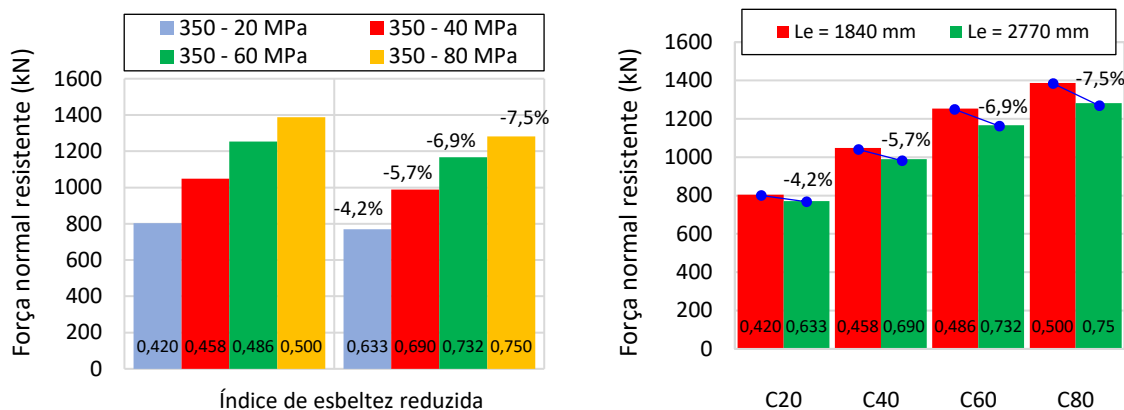 350 - 20 MPa 350 - 40 MPa
350 - 60 MPa 350 - 80 MPa
Força normal resistente (kN)
1600
1400
1200
1000
800
600
400
200
0
-4,2%
-5,7%
-6,9%
-7,5%
0,420 0,458 0,486 0,500 0,633 0,690 0,732 0,750
Índice de esbeltez reduzida
Le = 1840 mm Le = 2770 mm
Força normal resistente (kN)
1600
1400
1200
1000
800
600
400
200
0
-4,2%
-5,7%
-6,9%
-7,5%
0,420 0,633 0,458 0,690 0,486 0,732 0,500 0,75
C20 C40 C60 C80